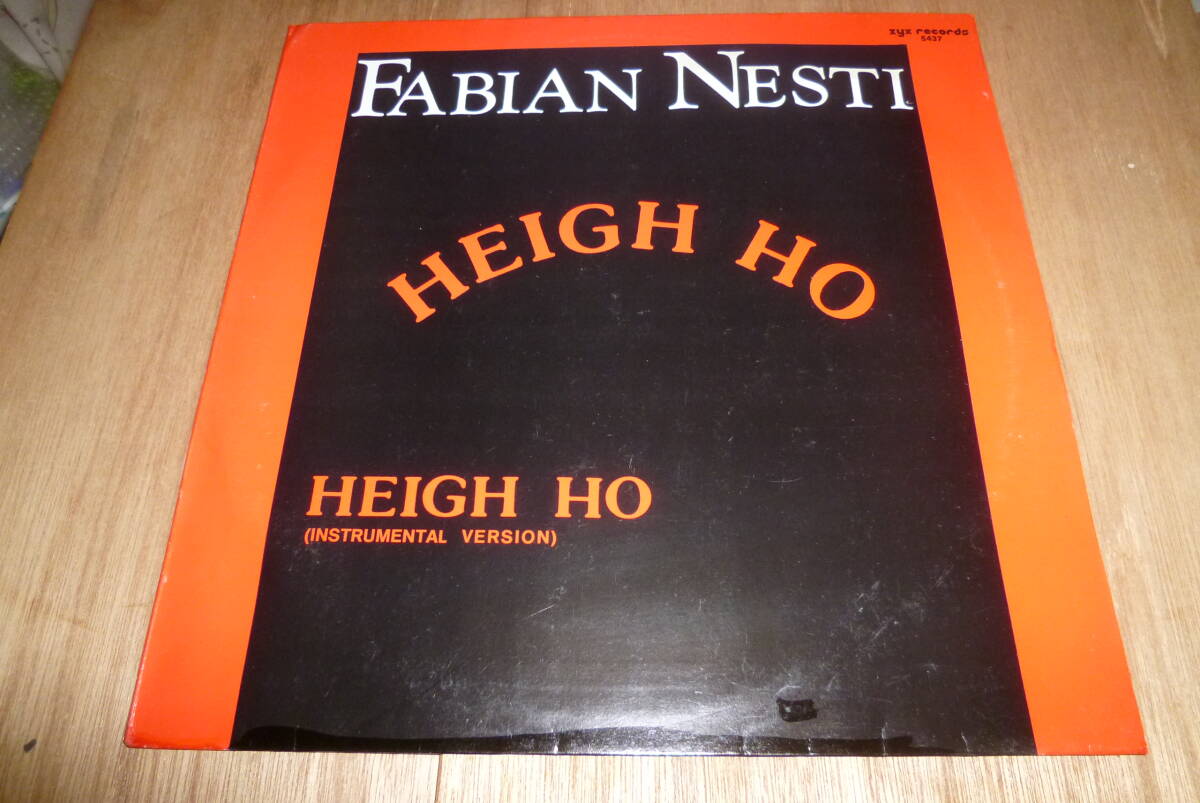 zyx records
5437
FABIAN NESTI
HEIGH HO
HEIGH HO
(INSTRUMENTAL VERSION)